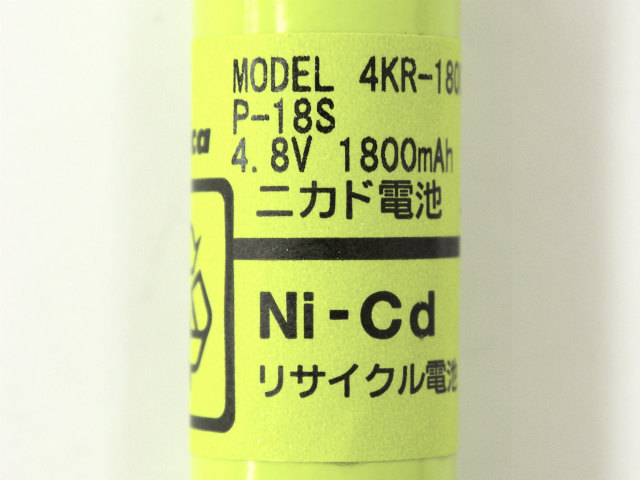 MODEL 4KR-180
P-18S
4.8V 1800mAh
ニカド電池
Ni-Cd
リサイクル電池